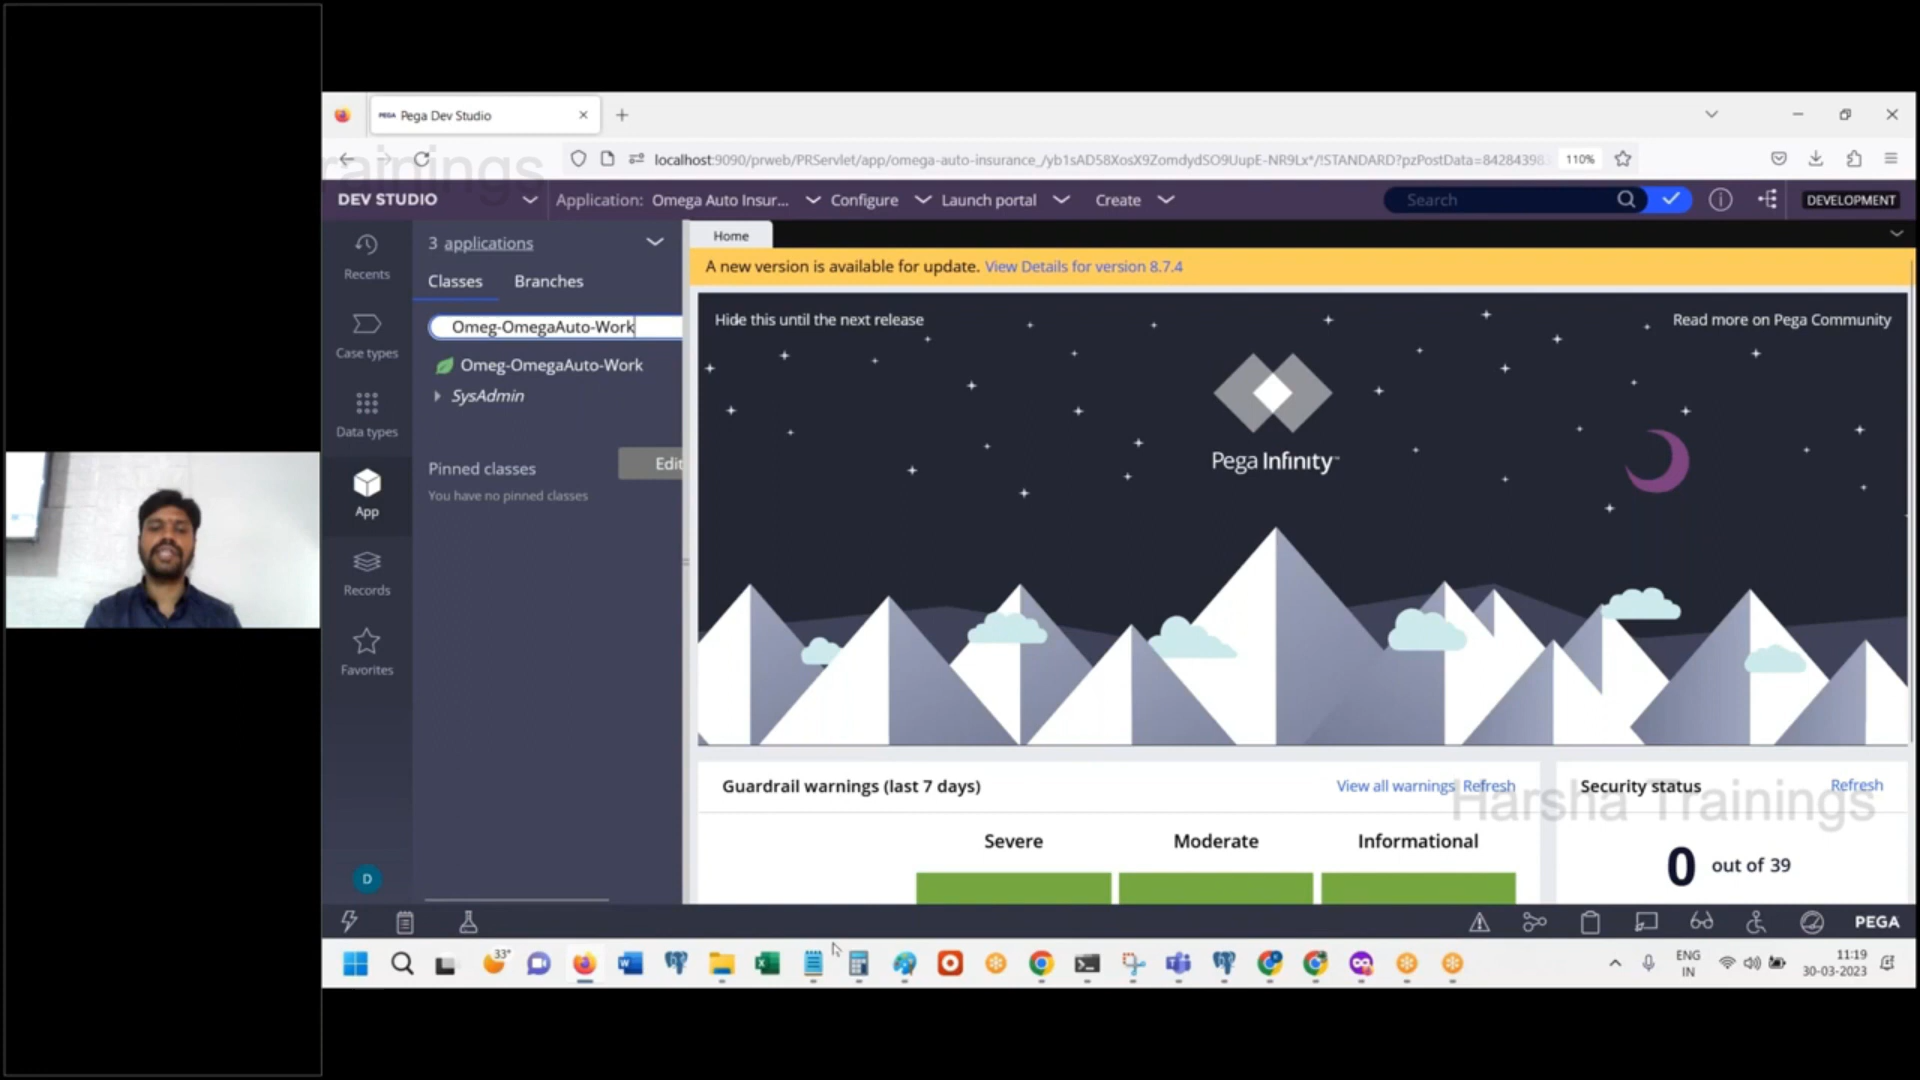 Pega Dev Studio
rainings
localhost:9090/prweb/PRServlet/app/omega-auto-insurance_/yb1sAD58XosX9ZomdydSO9UupE-NR9Lx*/!STANDARD?pzPostData=84284398
110%
DEV STUDIO
Application: Omega Auto Insur...
Configure
Launch portal
Create
Search
DEVELOPMENT
Recents
Case types
Data types
App
Records
Favorites
D
3 applications
Classes Branches
Omeg-OmegaAuto-Work
Omeg-OmegaAuto-Work
SysAdmin
Pinned classes
Edit
You have no pinned classes
Home
A new version is available for update. View Details for version 8.7.4
Hide this until the next release
Read more on Pega Community
Pega Infinity™
Guardrail warnings (last 7 days)
View all warnings Refresh
Severe Moderate Informational
Security status
Refresh
Harsha Trainings
0 out of 39
PEGA
33°
ENG
IN
11:19
30-03-2023